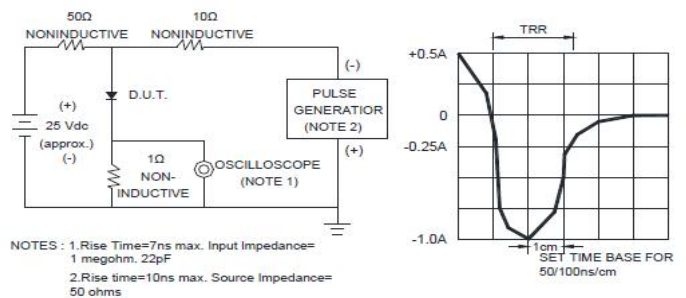 50Ω
NONINDUCTIVE
10Ω
NONINDUCTIVE
(+)
25 Vdc
(approx.)
(-)
D.U.T.
1Ω
NON-
INDUCTIVE
OSCILLOSCOPE
(NOTE 1)
(-)
PULSE
GENERATIOR
(NOTE 2)
(+)
NOTES : 1.Rise Time=7ns max. Input Impedance=
1 megohm. 22pF
2.Rise time=10ns max. Source Impedance=
50 ohms
TRR
+0.5A
0
-0.25A
-1.0A
1cm
SET TIME BASE FOR
50/100ns/cm